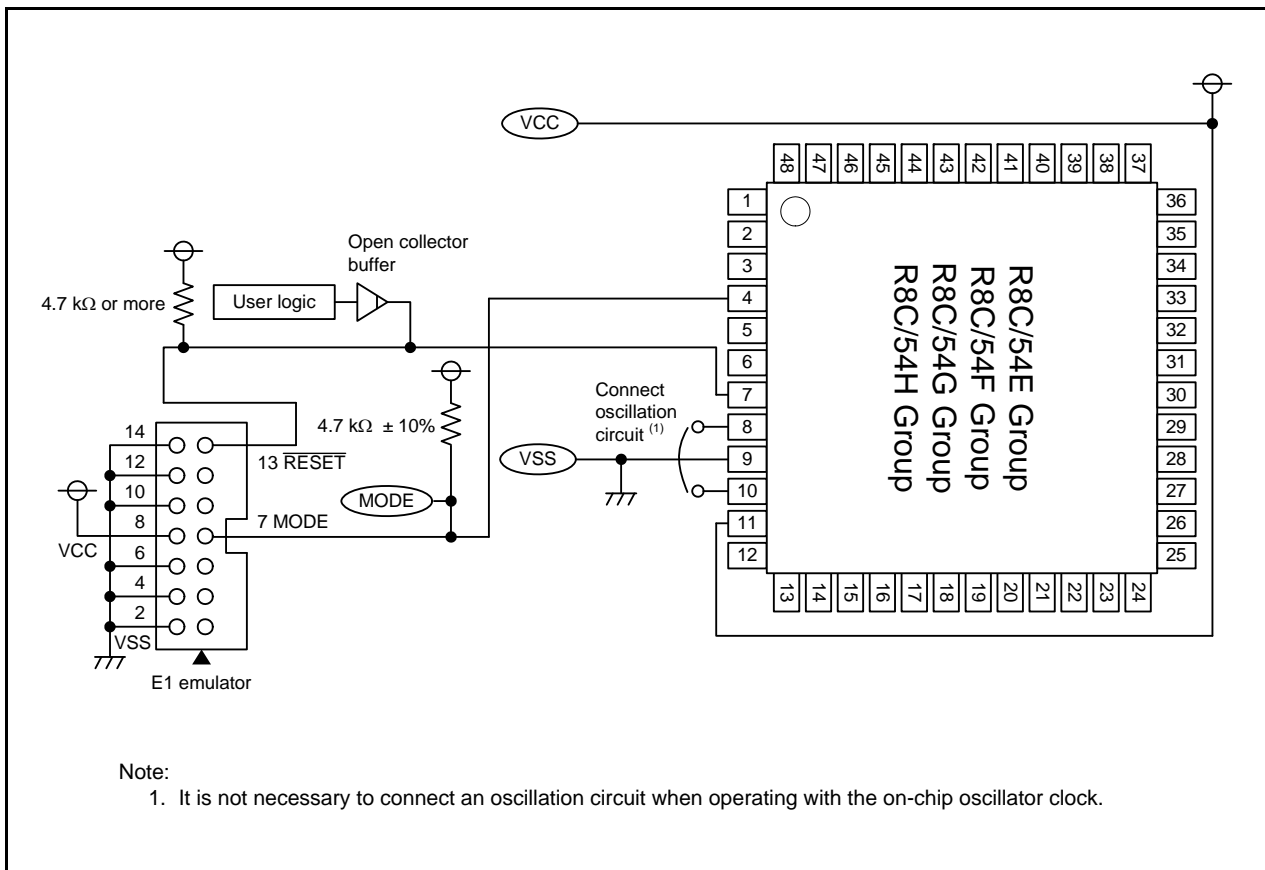 VCC
48 47 46 45 44 43 42 41 40 39 38 37
1
2
3
4
5
6
7
8
9
10
11
12
36
35
34
33
32
31
30
29
28
27
26
25
13 14 15 16 17 18 19 20 21 22 23 24
R8C/54E Group
R8C/54F Group
R8C/54G Group
R8C/54H Group
Open collector
buffer
4.7 kΩ or more
User logic
4.7 kΩ ± 10%
Connect
oscillation
circuit (1)
VSS
MODE
14
13 RESET
12
10
8
7 MODE
VCC
6
4
2
VSS
E1 emulator
Note:
1. It is not necessary to connect an oscillation circuit when operating with the on-chip oscillator clock.